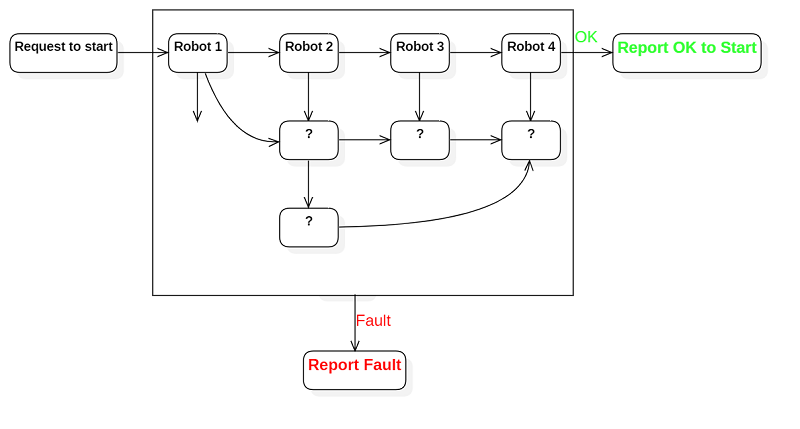 Request to start
Robot 1
Robot 2
Robot 3
Robot 4
OK
Report OK to Start
?
?
?
?
Fault
Report Fault